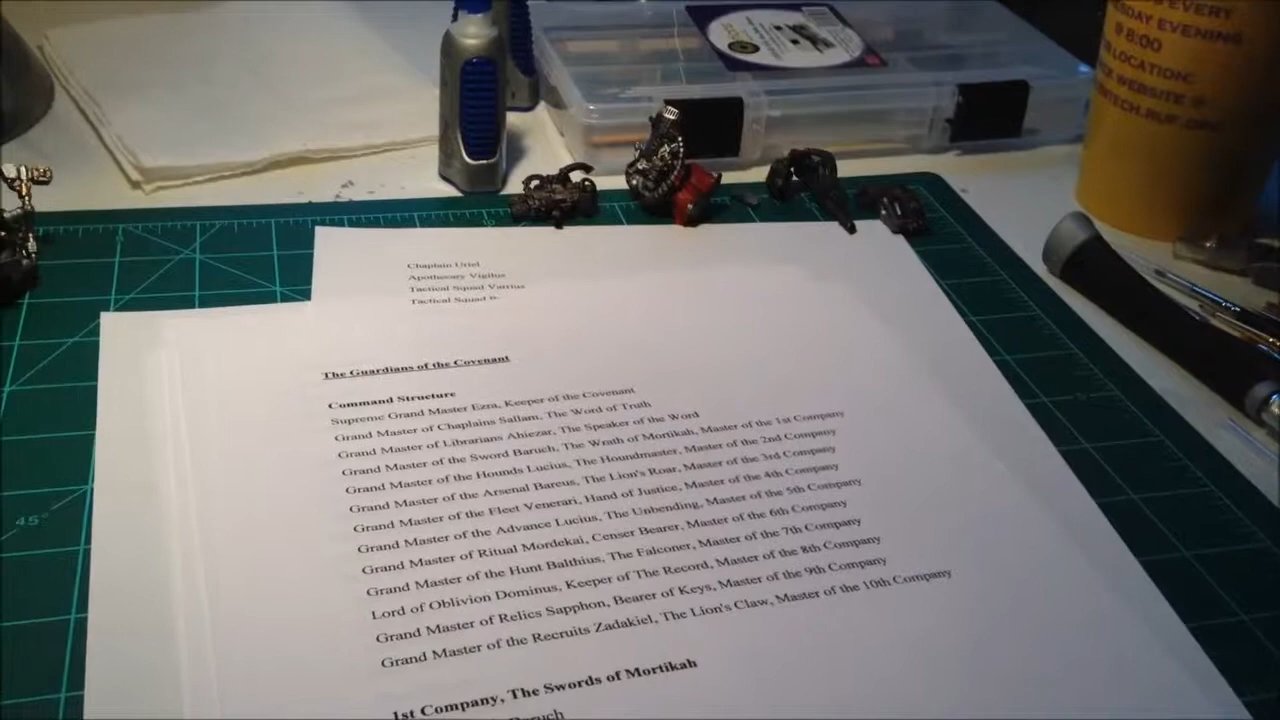 S EVERY
SDAY EVENING
@ 8:00
LOCATION:
WEBSITE @
Chaplain Uriel
Apothecary Vigilus
Tactical Squad Varrius
Tactical Squad
The Guardians of the Covenant
Command Structure
Supreme Grand Master Ezra, Keeper of the Covenant
Grand Master of Chaplains Sallam, The Word of Truth
Grand Master of Librarians Ahiezar, The Speaker of the Word
Grand Master of the Sword Baruch, The Wrath of Mortikah, Master of the 1st Company
Grand Master of the Hounds Lucius, The Houndmaster, Master of the 2nd Company
Grand Master of the Arsenal Bareus, The Lion's Roar, Master of the 3rd Company
Grand Master of the Fleet Venerari, Hand of Justice, Master of the 4th Company
Grand Master of the Advance Lucius, The Unbending, Master of the 5th Company
Grand Master of Ritual Mordekai, Censer Bearer, Master of the 6th Company
Grand Master of the Hunt Balthius, The Falconer, Master of the 7th Company
Lord of Oblivion Dominus, Keeper of The Record, Master of the 8th Company
Grand Master of Relics Sapphon, Bearer of Keys, Master of the 9th Company
Grand Master of the Recruits Zadakiel, The Lion's Claw, Master of the 10th Company
1st Company, The Swords of Mortikah
Baruch
45°